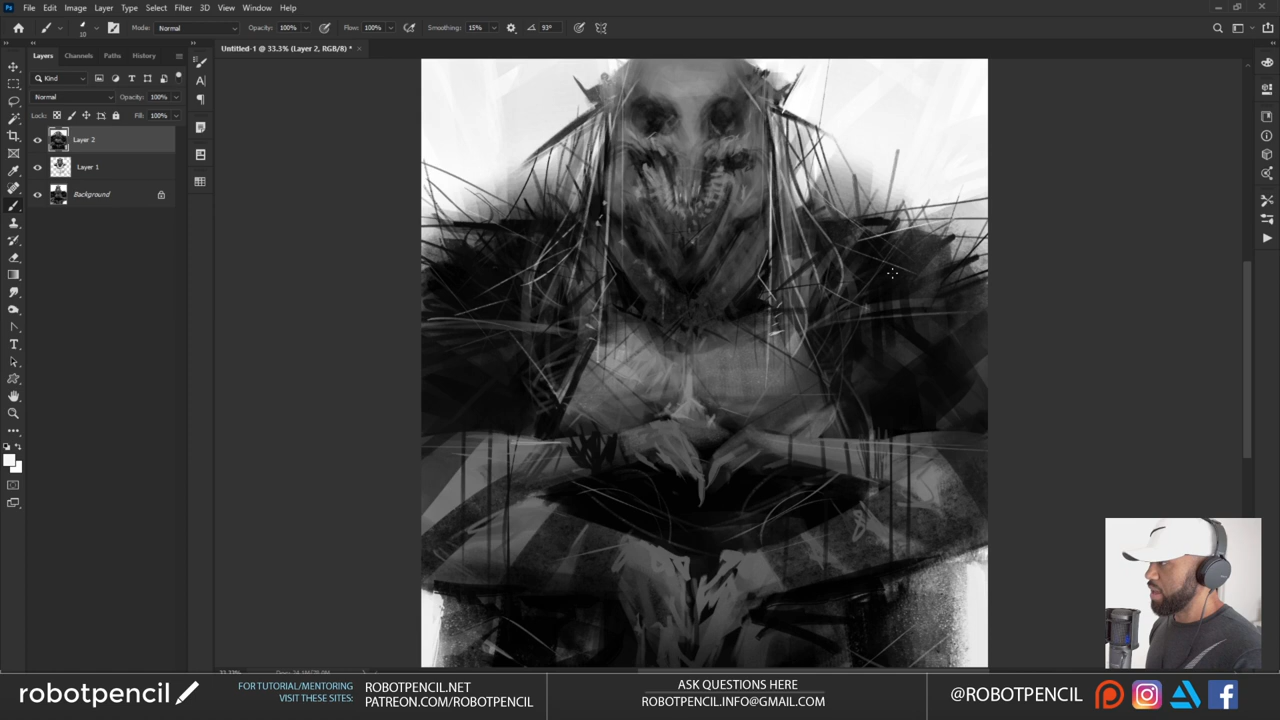 Ps File Edit Image Layer Type Select Filter 3D View Window Help
10 Mode: Normal Opacity: 100% Flow: 100% Smoothing: 15% 93°
Untitled-1 @ 33.3% (Layer 2, RGB/8) * ×
Layers Channels Paths History
Kind
Normal Opacity: 100%
Lock: Fill: 100%
Layer 2
Layer 1
Background
robotpencil
FOR TUTORIAL/MENTORING
VISIT THESE SITES:
ROBOTPENCIL.NET
PATREON.COM/ROBOTPENCIL
ASK QUESTIONS HERE
ROBOTPENCIL.INFO@GMAIL.COM
@ROBOTPENCIL